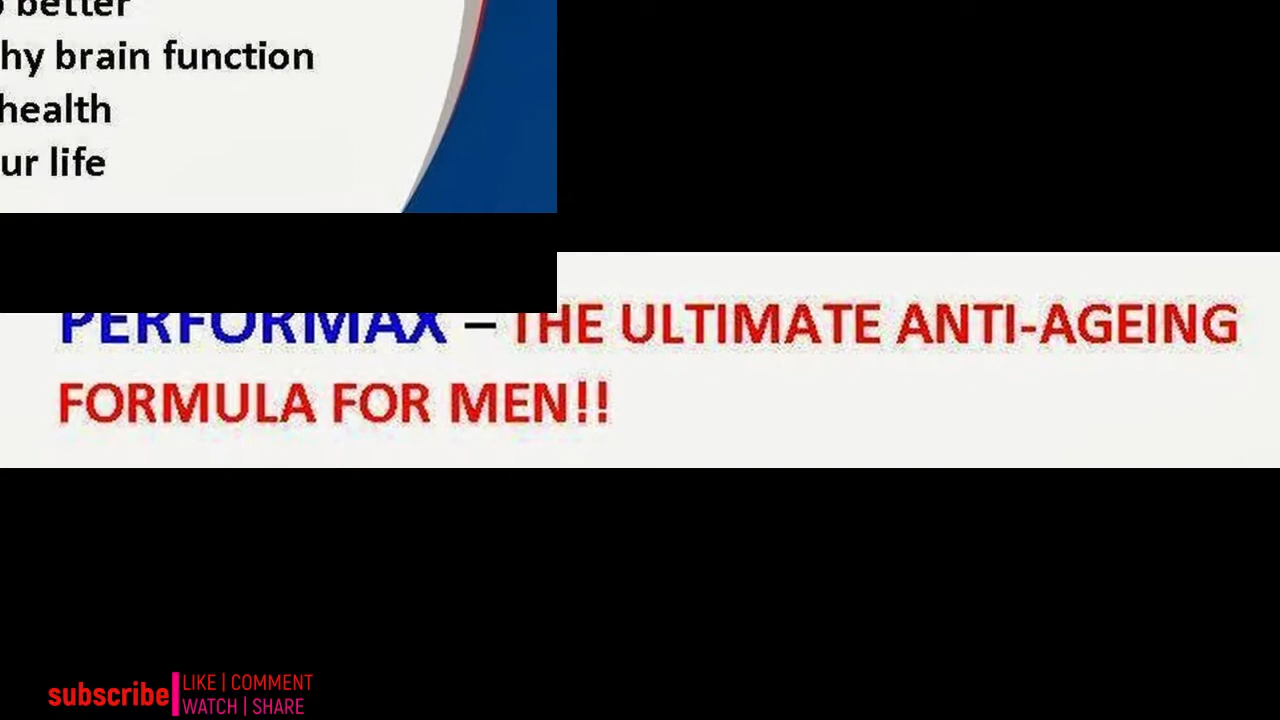 better
hy brain function
health
ur life
PERFORMAX – THE ULTIMATE ANTI-AGEING
FORMULA FOR MEN!!
subscribe
LIKE | COMMENT
WATCH | SHARE